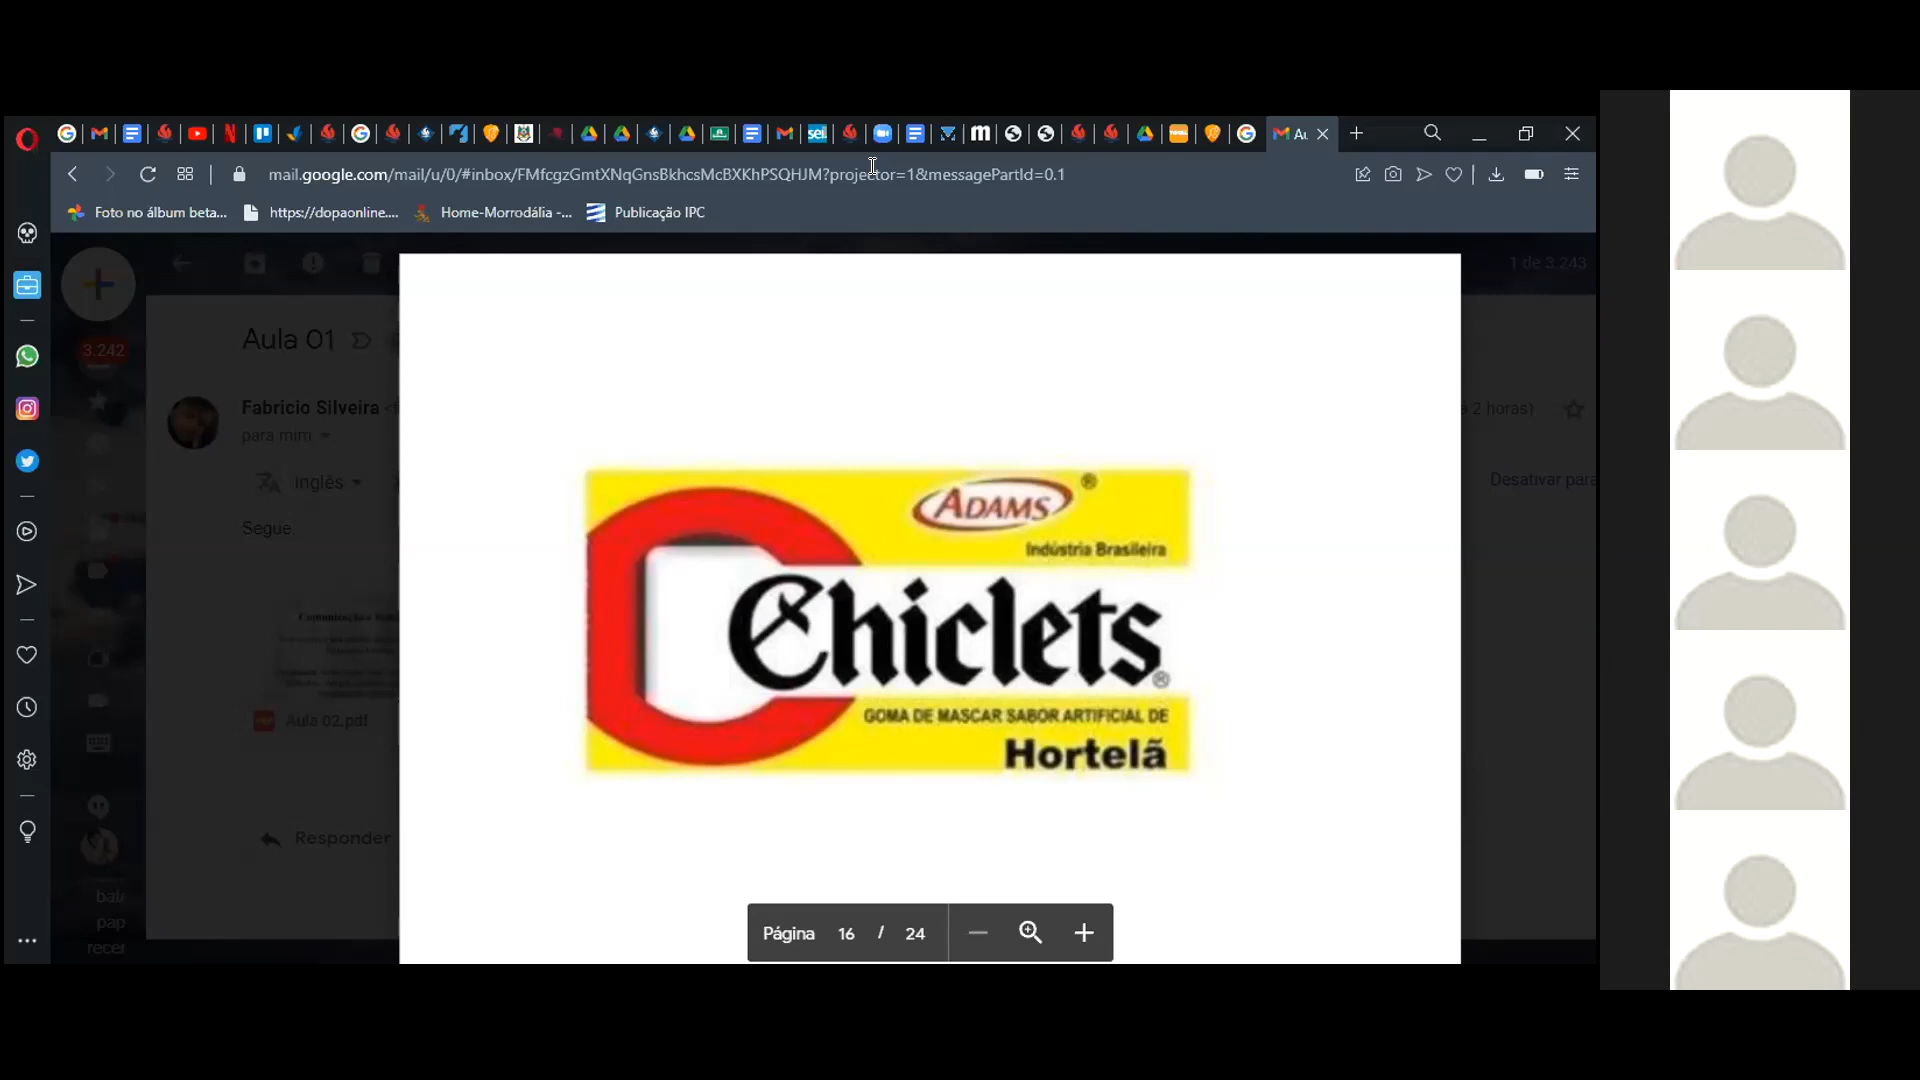 Au
mail.google.com/mail/u/0/#inbox/FMfcgzGmtXNqGnsBkhcsMcBXKhPSQHJM?projector=1&messagePartId=0.1
Foto no álbum beta... https://dopaonline.... Home-Morrodália -... Publicação IPC
1 de 3.243
Aula 01
3.242
Fabricio Silveira
2 horas)
para mim
Inglês
Desativar para
Segue.
Aula 02.pdf
Responder
ADAMS®
Indústria Brasileira
Chiclets®
GOMA DE MASCAR SABOR ARTIFICIAL DE
Hortelã
pap
recer
Página 16 / 24